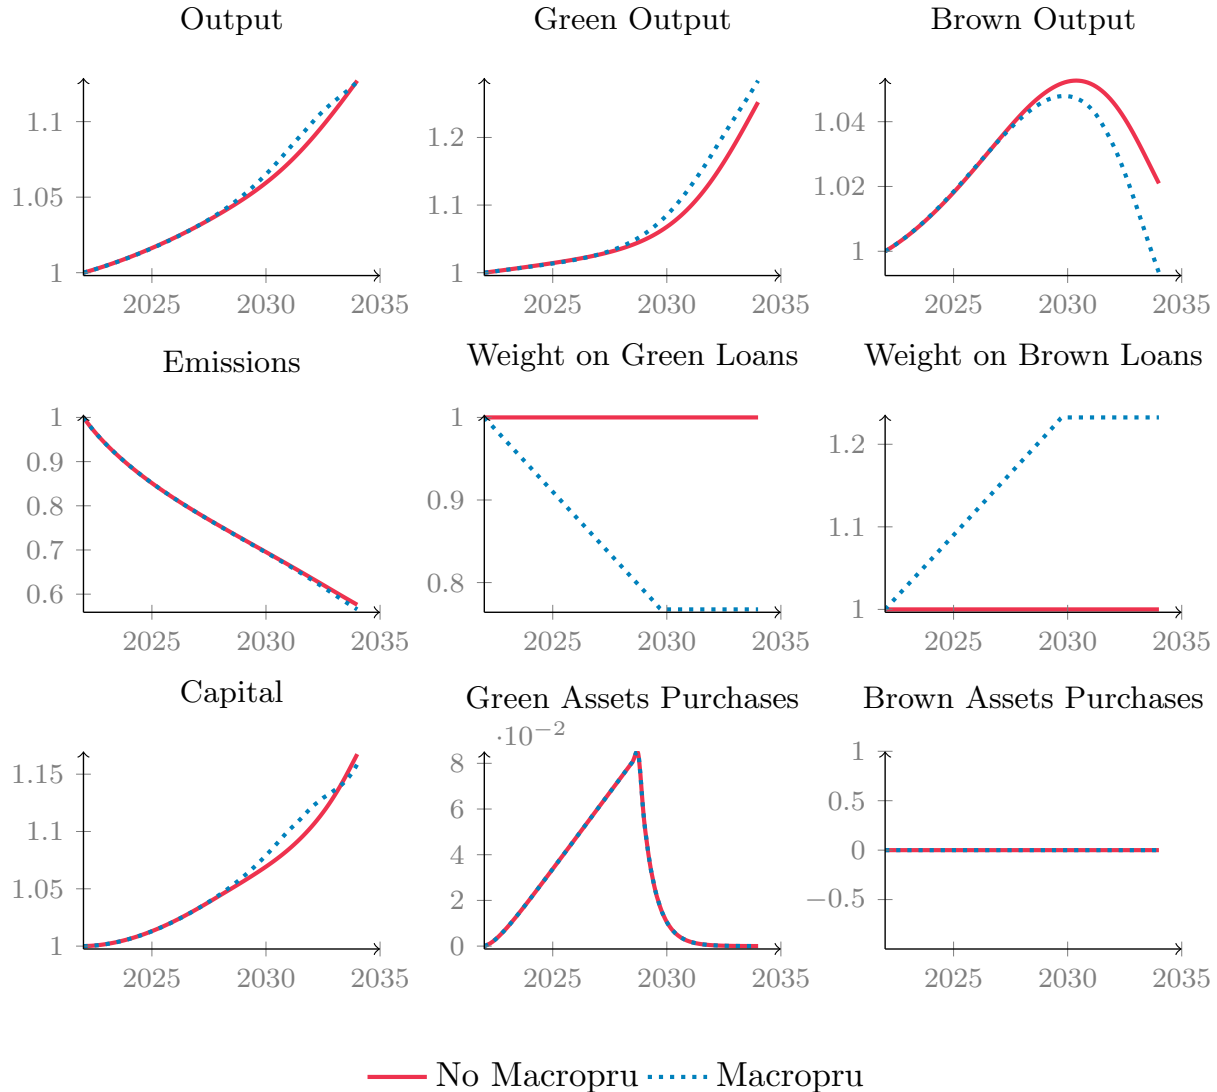 Output
1.1
1.05
1
2025 2030 2035
Green Output
1.2
1.1
1
2025 2030 2035
Brown Output
1.04
1.02
1
2025 2030 2035
Emissions
1
0.9
0.8
0.7
0.6
2025 2030 2035
Weight on Green Loans
1
0.9
0.8
2025 2030 2035
Weight on Brown Loans
1.2
1.1
1
2025 2030 2035
Capital
1.15
1.1
1.05
1
2025 2030 2035
Green Assets Purchases
·10−2
8
6
4
2
0
2025 2030 2035
Brown Assets Purchases
1
0.5
0
−0.5
2025 2030 2035
No Macropru Macropru